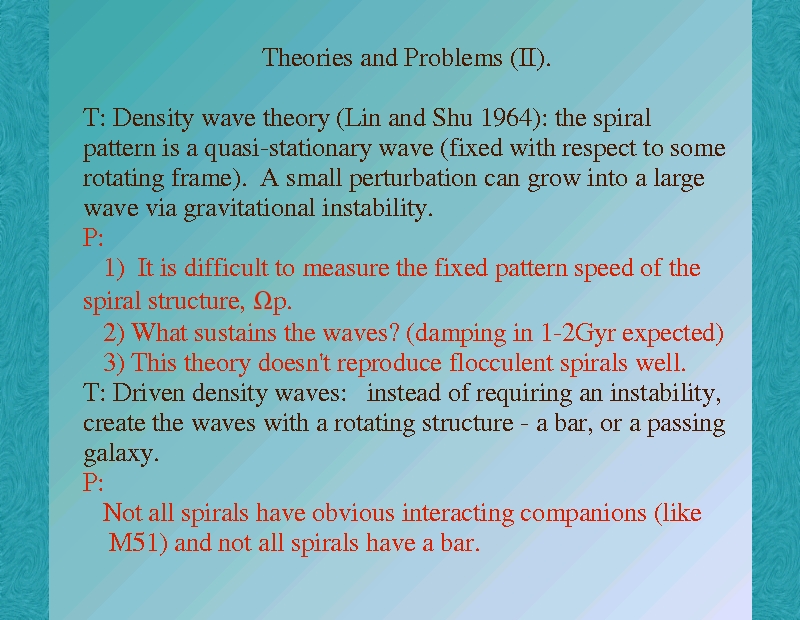 Theories and Problems (II).
T: Density wave theory (Lin and Shu 1964): the spiral
pattern is a quasi-stationary wave (fixed with respect to some
rotating frame).  A small perturbation can grow into a large
wave via gravitational instability.
P:
1)  It is difficult to measure the fixed pattern speed of the
spiral structure, Ωp.
2) What sustains the waves? (damping in 1-2Gyr expected)
3) This theory doesn't reproduce flocculent spirals well.
T: Driven density waves:   instead of requiring an instability,
create the waves with a rotating structure - a bar, or a passing
galaxy.
P:
Not all spirals have obvious interacting companions (like
M51) and not all spirals have a bar.